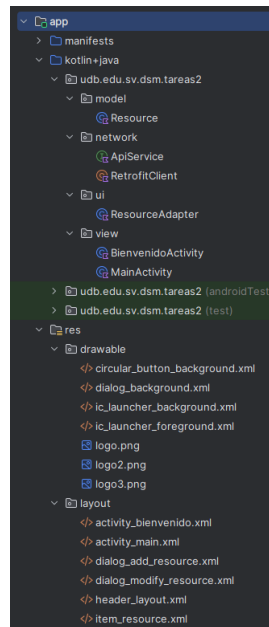 app
manifests
kotlin+java
udb.edu.sv.dsm.tareas2
model
Resource
network
ApiService
RetrofitClient
ui
ResourceAdapter
view
BienvenidoActivity
MainActivity
udb.edu.sv.dsm.tareas2 (androidTest
udb.edu.sv.dsm.tareas2 (test)
res
drawable
circular_button_background.xml
dialog_background.xml
ic_launcher_background.xml
ic_launcher_foreground.xml
logo.png
logo2.png
logo3.png
layout
activity_bienvenido.xml
activity_main.xml
dialog_add_resource.xml
dialog_modify_resource.xml
header_layout.xml
item_resource.xml